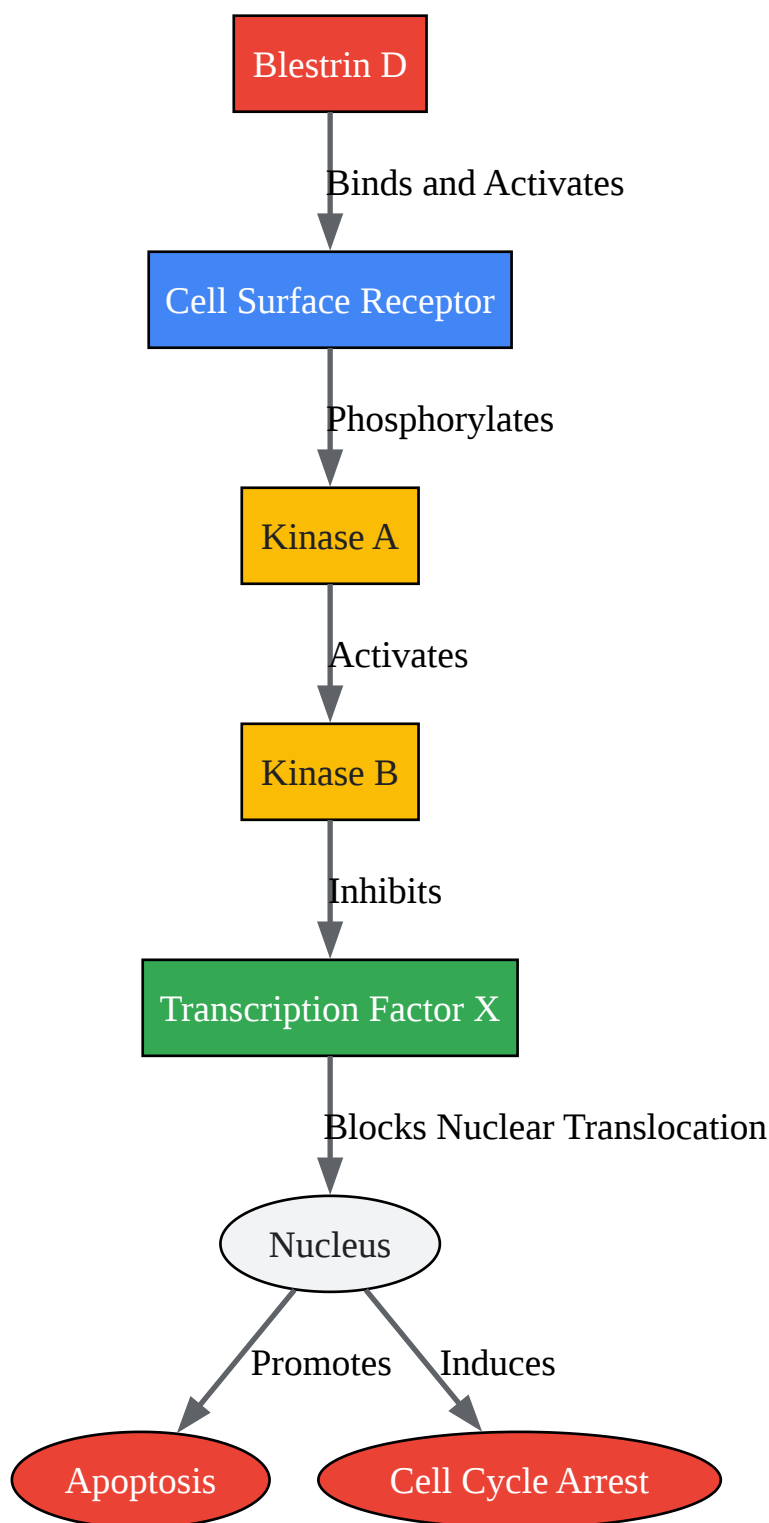 Blestrin D
Binds and Activates
Cell Surface Receptor
Phosphorylates
Kinase A
Activates
Kinase B
Inhibits
Transcription Factor X
Blocks Nuclear Translocation
Nucleus
Promotes
Induces
Apoptosis
Cell Cycle Arrest